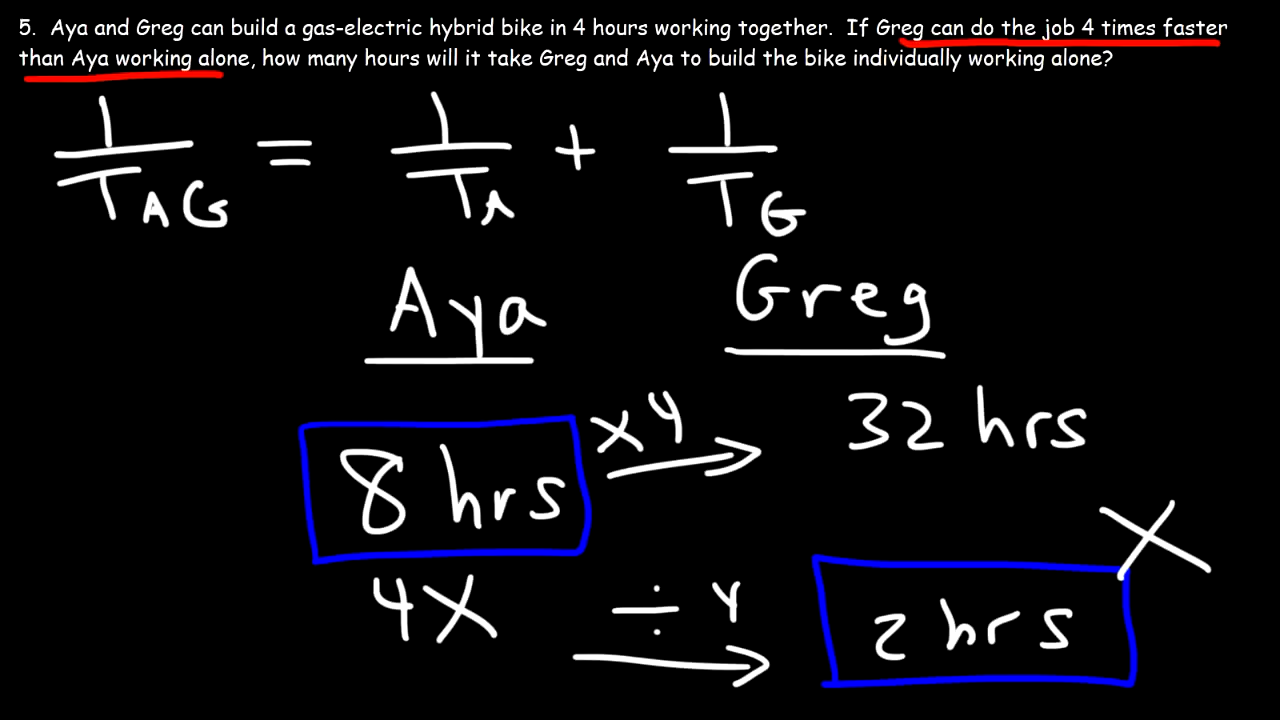 5. Aya and Greg can build a gas-electric hybrid bike in 4 hours working together. If Greg can do the job 4 times faster
than Aya working alone, how many hours will it take Greg and Aya to build the bike individually working alone?
1/T_AG = 1/T_A + 1/T_G
Aya Greg
8 hrs x4 → 32 hrs
4X ÷ 4 → 2 hrs X